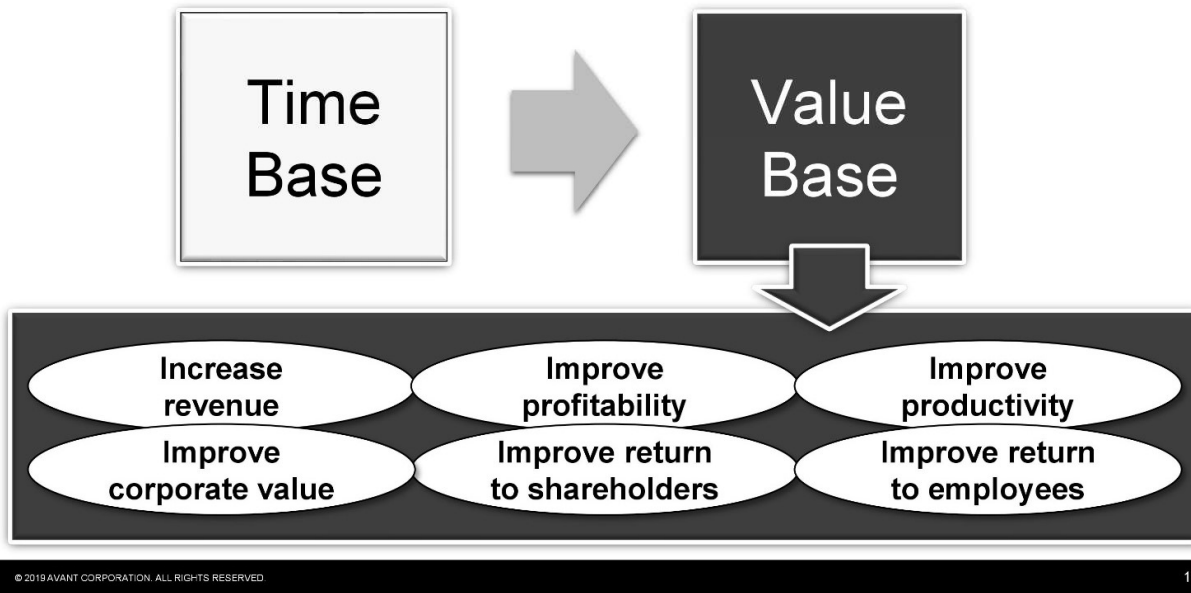 Time
Base
Value
Base
Increase
revenue
Improve
profitability
Improve
productivity
Improve
corporate value
Improve return
to shareholders
Improve return
to employees
© 2019 AVANT CORPORATION. ALL RIGHTS RESERVED.
1